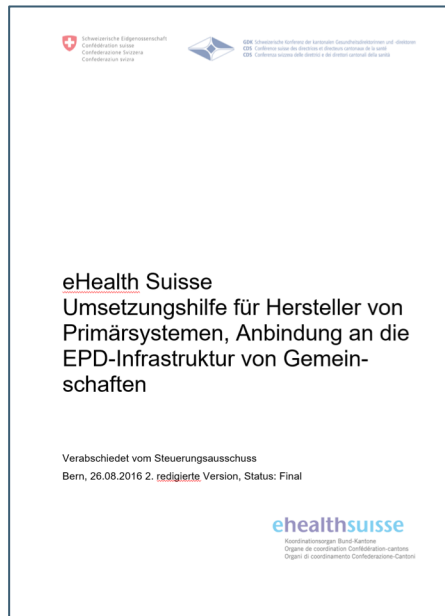 Schweizerische Eidgenossenschaft
Confédération suisse
Confederazione Svizzera
Confederaziun svizra
GDK Schweizerische Konferenz der kantonalen Gesundheitsdirektorinnen und -direktoren
CDS Conférence suisse des directrices et directeurs cantonaux de la santé
CDS Conferenza svizzera delle direttrici e dei direttori cantonali della sanità
eHealth Suisse
Umsetzungshilfe für Hersteller von
Primärsystemen, Anbindung an die
EPD-Infrastruktur von Gemein-
schaften
Verabschiedet vom Steuerungsausschuss
Bern, 26.08.2016 2. redigierte Version, Status: Final
ehealthsuisse
Koordinationsorgan Bund-Kantone
Organe de coordination Confédération-cantons
Organi di coordinamento Confederazione-Cantoni